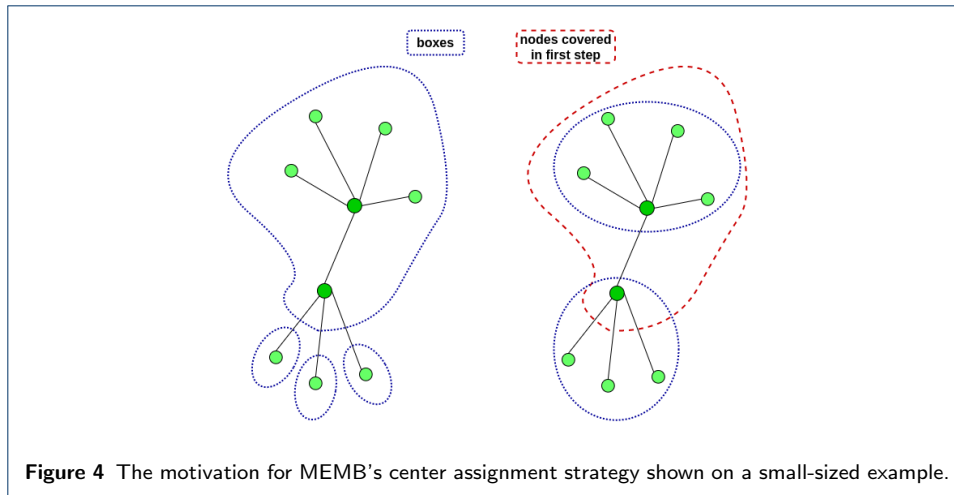 boxes
nodes covered
in first step
Figure 4 The motivation for MEMB's center assignment strategy shown on a small-sized example.